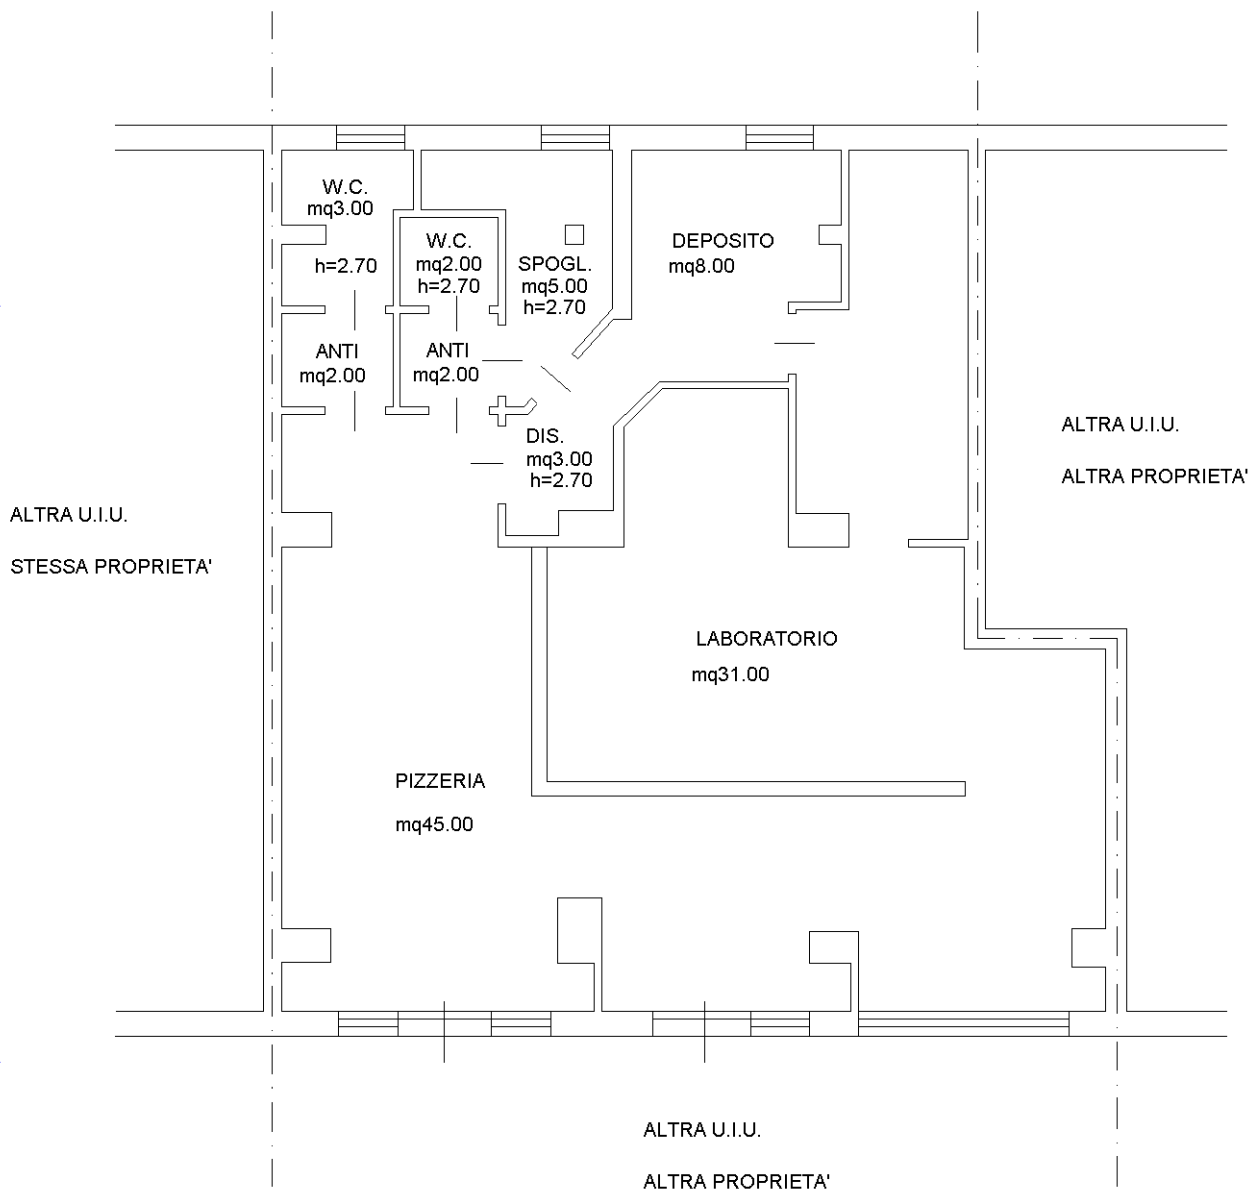 W.C.
mq3.00
h=2.70
W.C.
mq2.00
h=2.70
SPOGL.
mq5.00
h=2.70
DEPOSITO
mq8.00
ANTI
mq2.00
ANTI
mq2.00
DIS.
mq3.00
h=2.70
ALTRA U.I.U.
ALTRA PROPRIETA'
ALTRA U.I.U.
STESSA PROPRIETA'
LABORATORIO
mq31.00
PIZZERIA
mq45.00
ALTRA U.I.U.
ALTRA PROPRIETA'